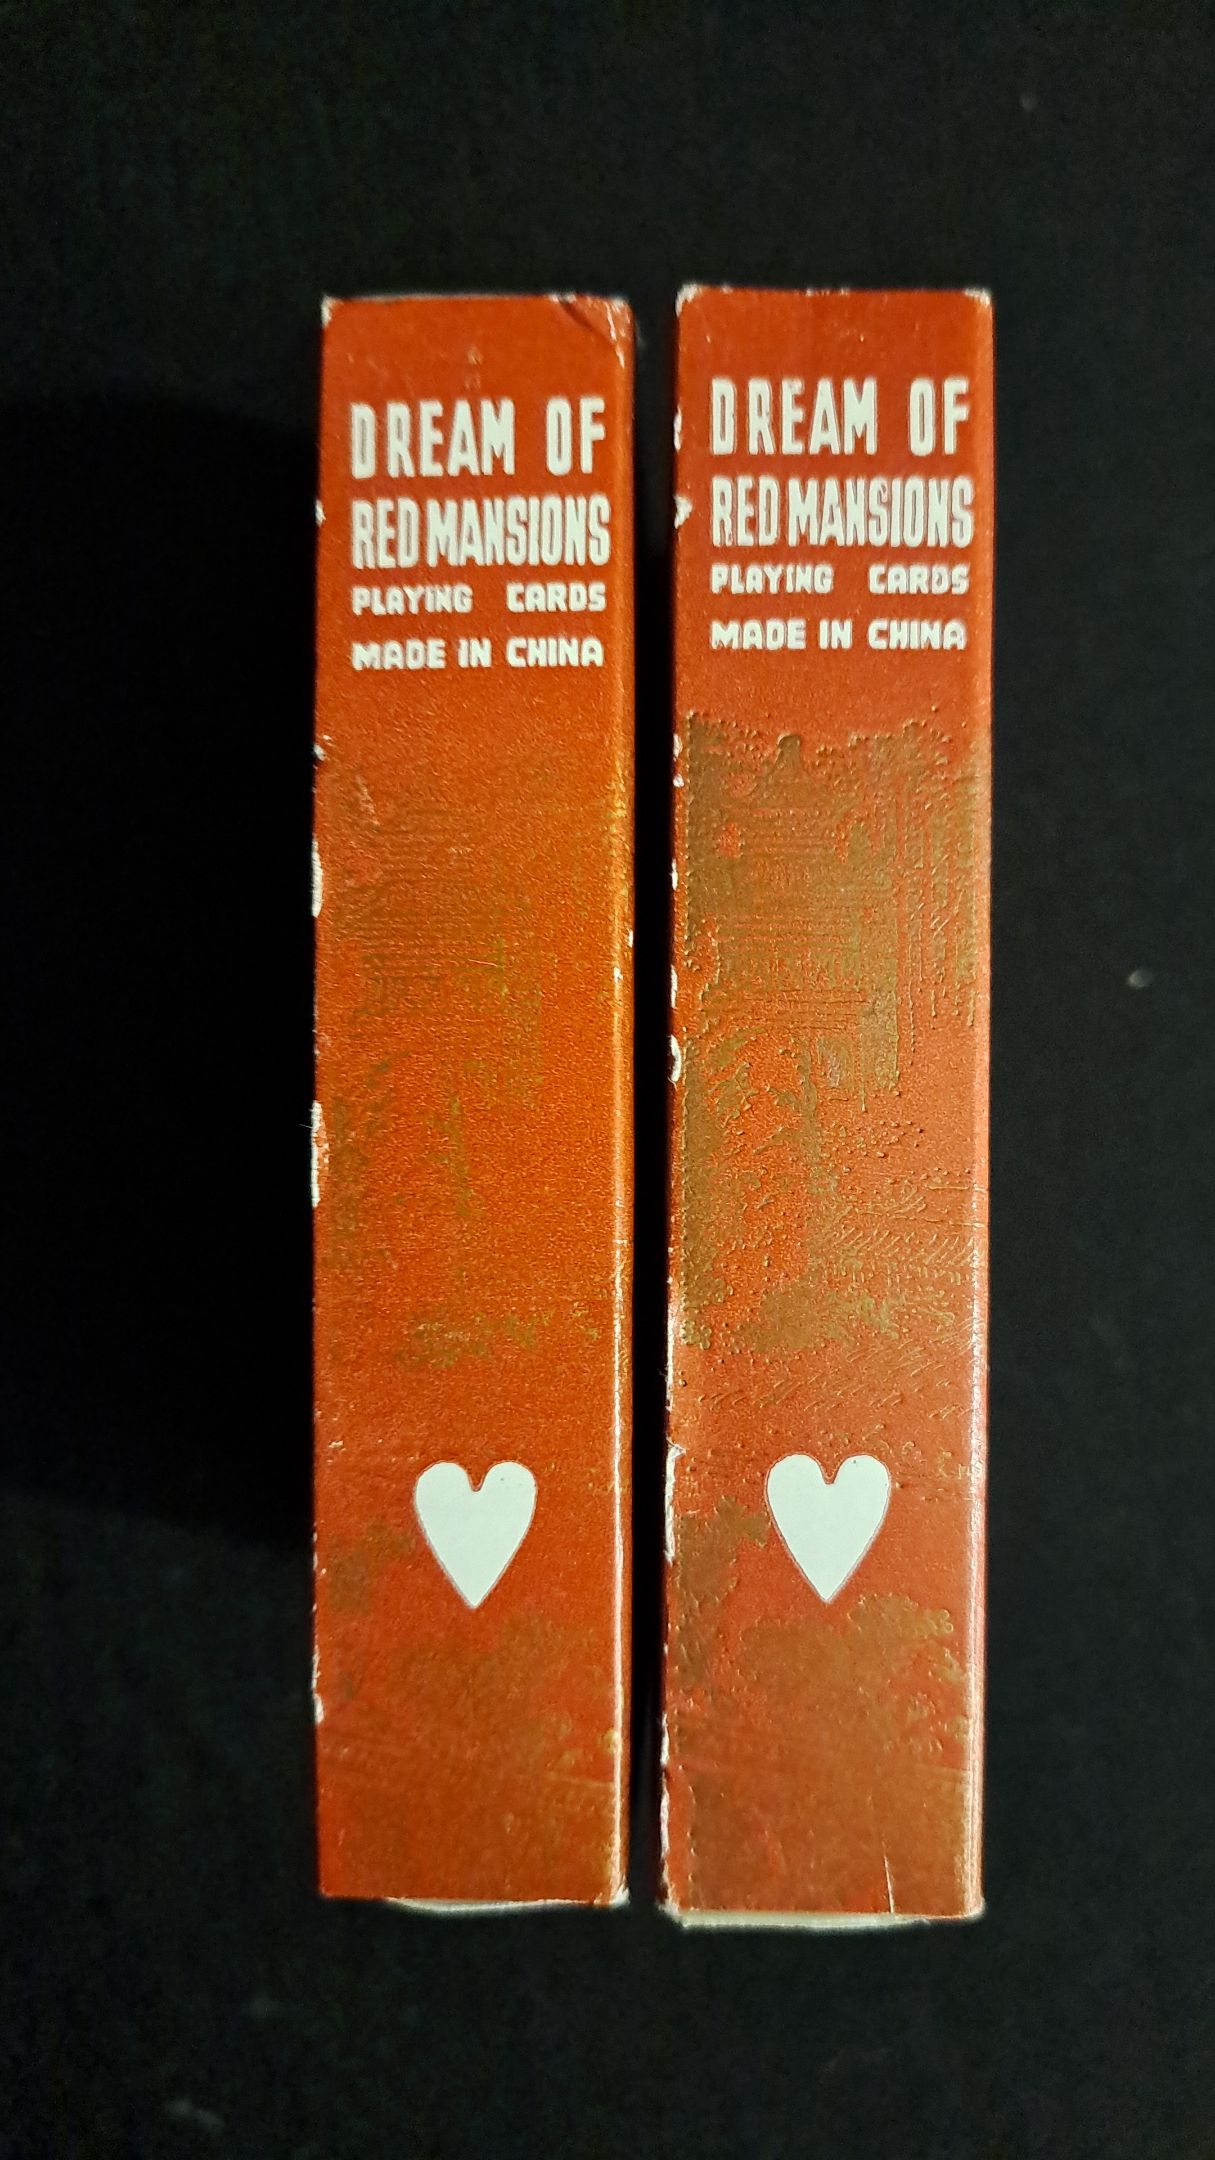 DREAM OF
RED MANSIONS
PLAYING CARDS
MADE IN CHINA
DREAM OF
RED MANSIONS
PLAYING CARDS
MADE IN CHINA